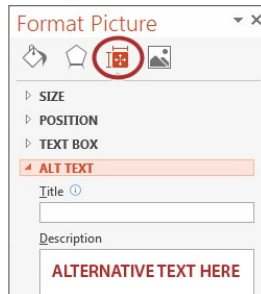 Format Picture
SIZE
POSITION
TEXT BOX
ALT TEXT
Title
Description
ALTERNATIVE TEXT HERE